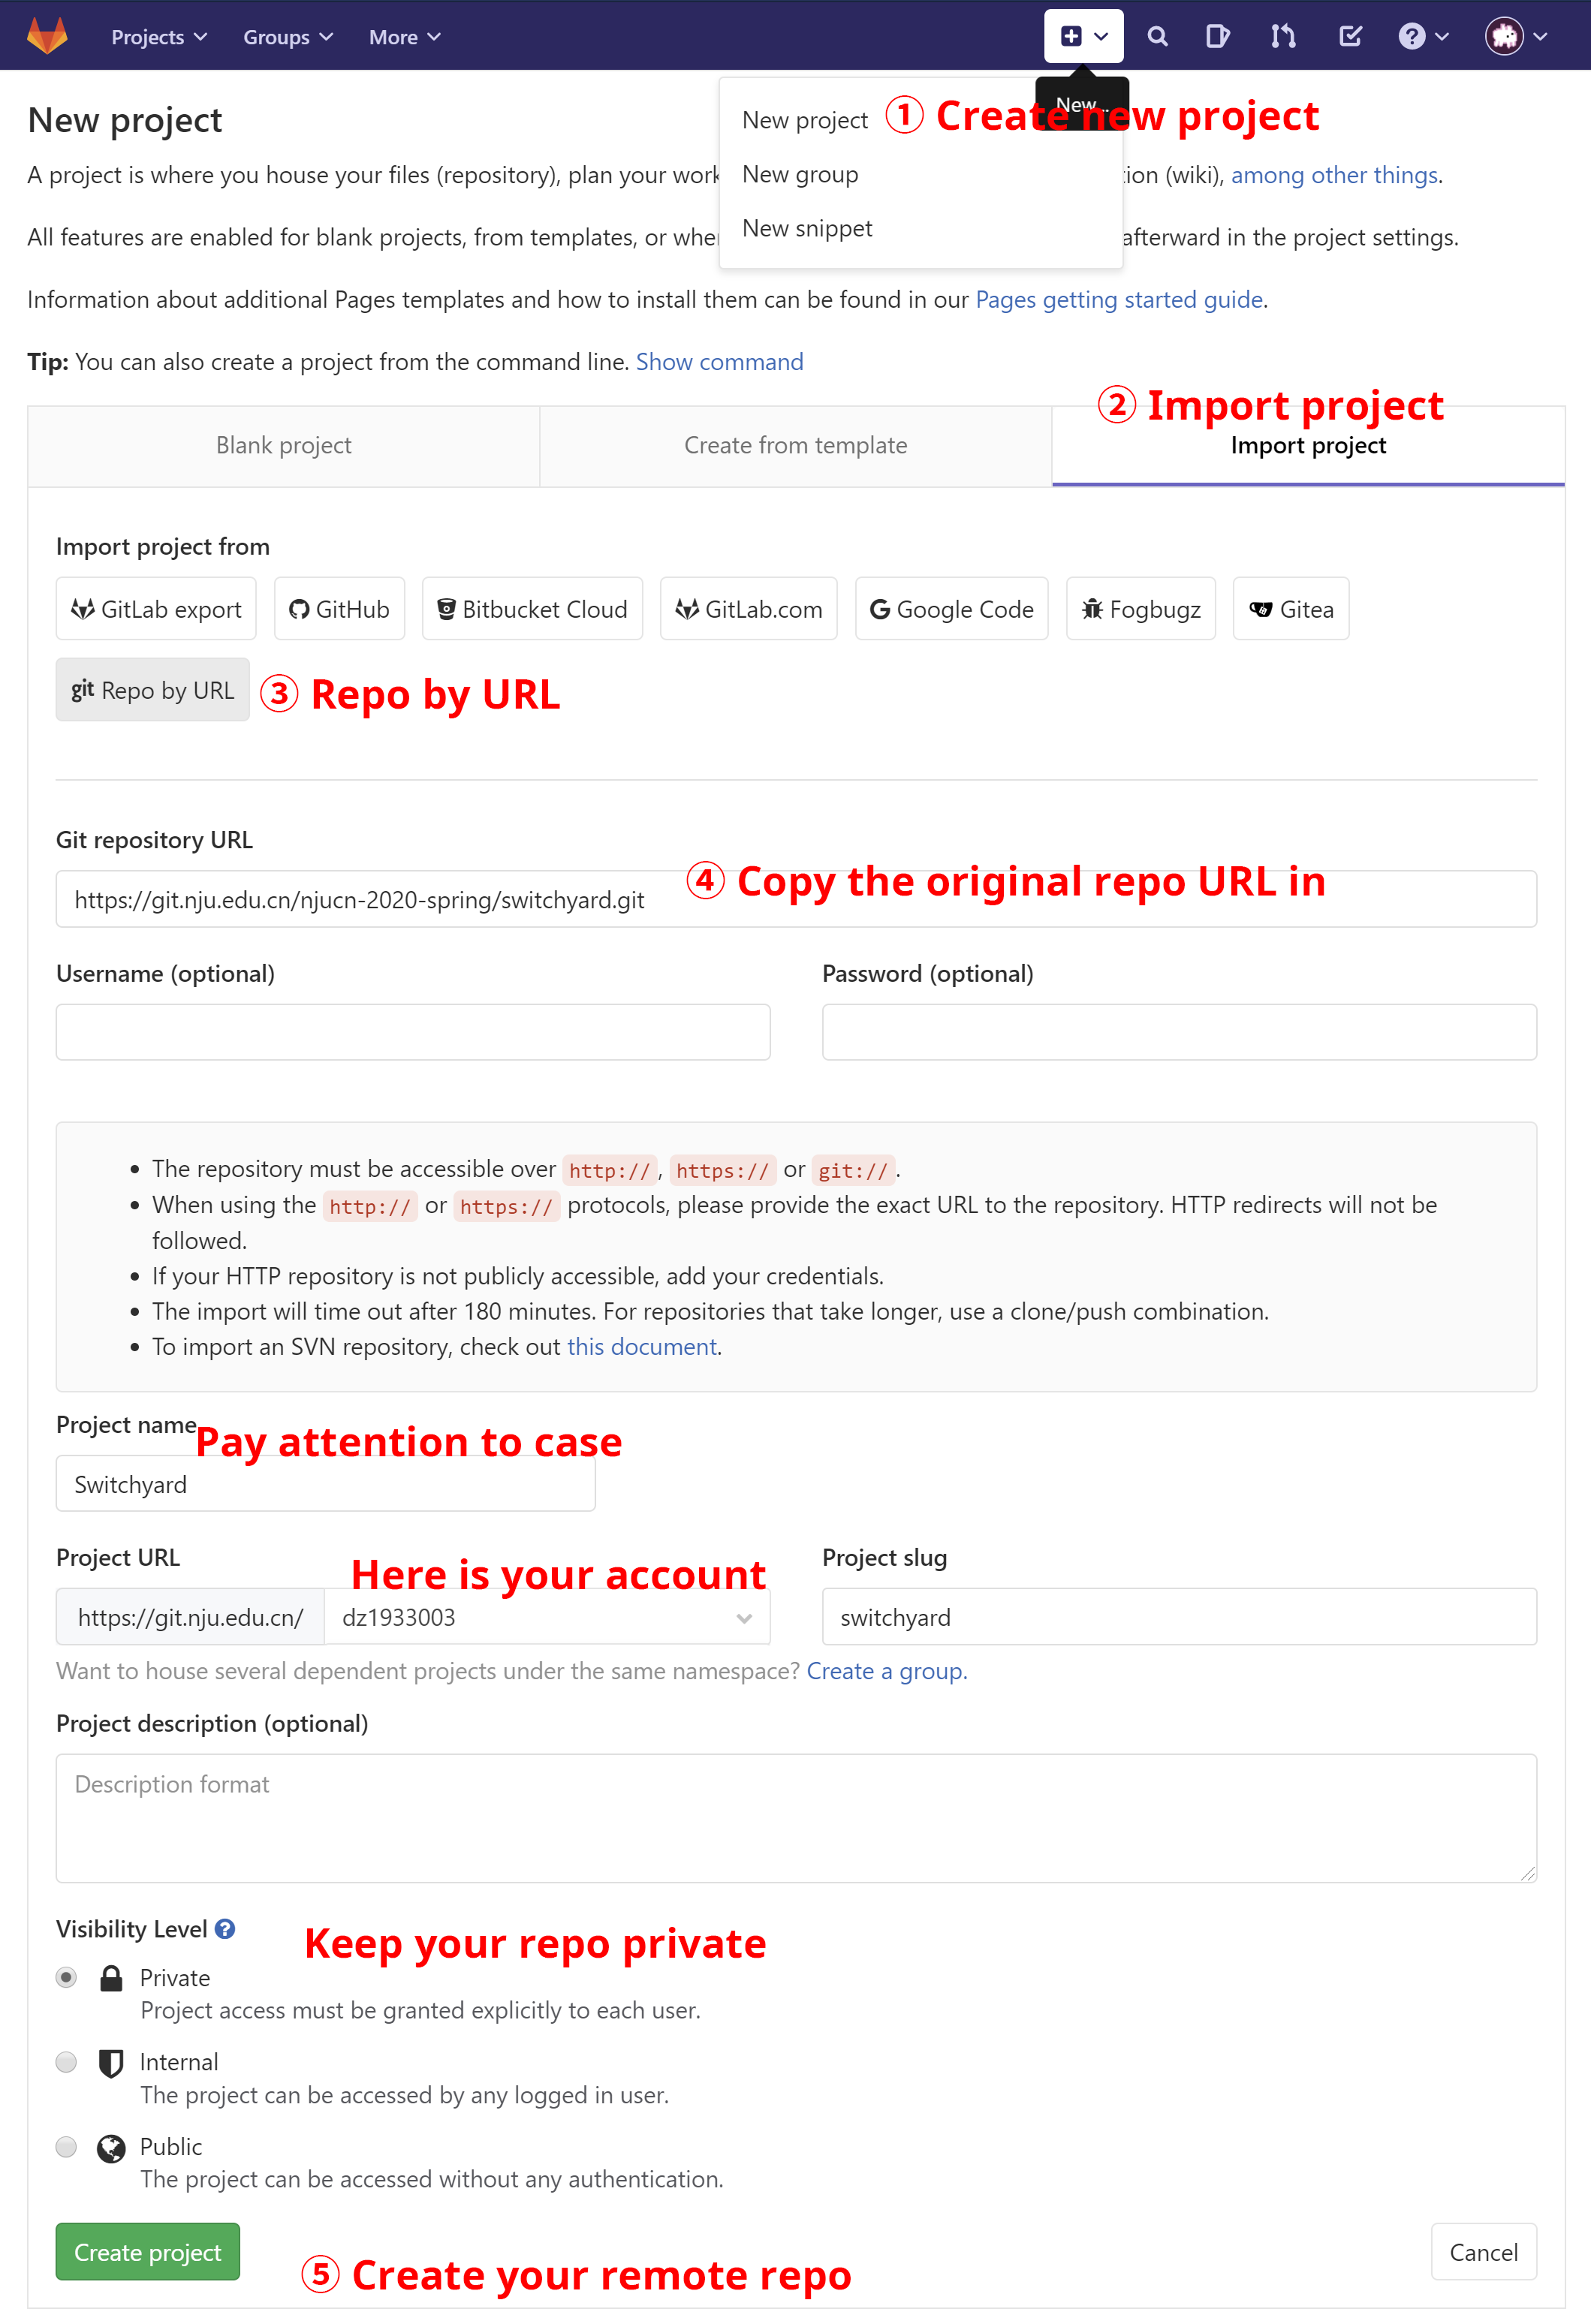 Projects Groups More
New project
New...
New project ① Create new project
New group
New snippet
A project is where you house your files (repository), plan your work tion (wiki), among other things.
All features are enabled for blank projects, from templates, or when afterward in the project settings.
Information about additional Pages templates and how to install them can be found in our Pages getting started guide.
Tip: You can also create a project from the command line. Show command
② Import project
Blank project Create from template Import project
Import project from
GitLab export GitHub Bitbucket Cloud GitLab.com Google Code Fogbugz Gitea
git Repo by URL ③ Repo by URL
Git repository URL
④ Copy the original repo URL in
https://git.nju.edu.cn/njucn-2020-spring/switchyard.git
Username (optional) Password (optional)
• The repository must be accessible over http://, https:// or git://.
• When using the http:// or https:// protocols, please provide the exact URL to the repository. HTTP redirects will not be
followed.
• If your HTTP repository is not publicly accessible, add your credentials.
• The import will time out after 180 minutes. For repositories that take longer, use a clone/push combination.
• To import an SVN repository, check out this document.
Project name
Pay attention to case
Switchyard
Project URL Here is your account Project slug
https://git.nju.edu.cn/ dz1933003 switchyard
Want to house several dependent projects under the same namespace? Create a group.
Project description (optional)
Description format
Visibility Level ?
Keep your repo private
Private
Project access must be granted explicitly to each user.
Internal
The project can be accessed by any logged in user.
Public
The project can be accessed without any authentication.
Create project Cancel
⑤ Create your remote repo